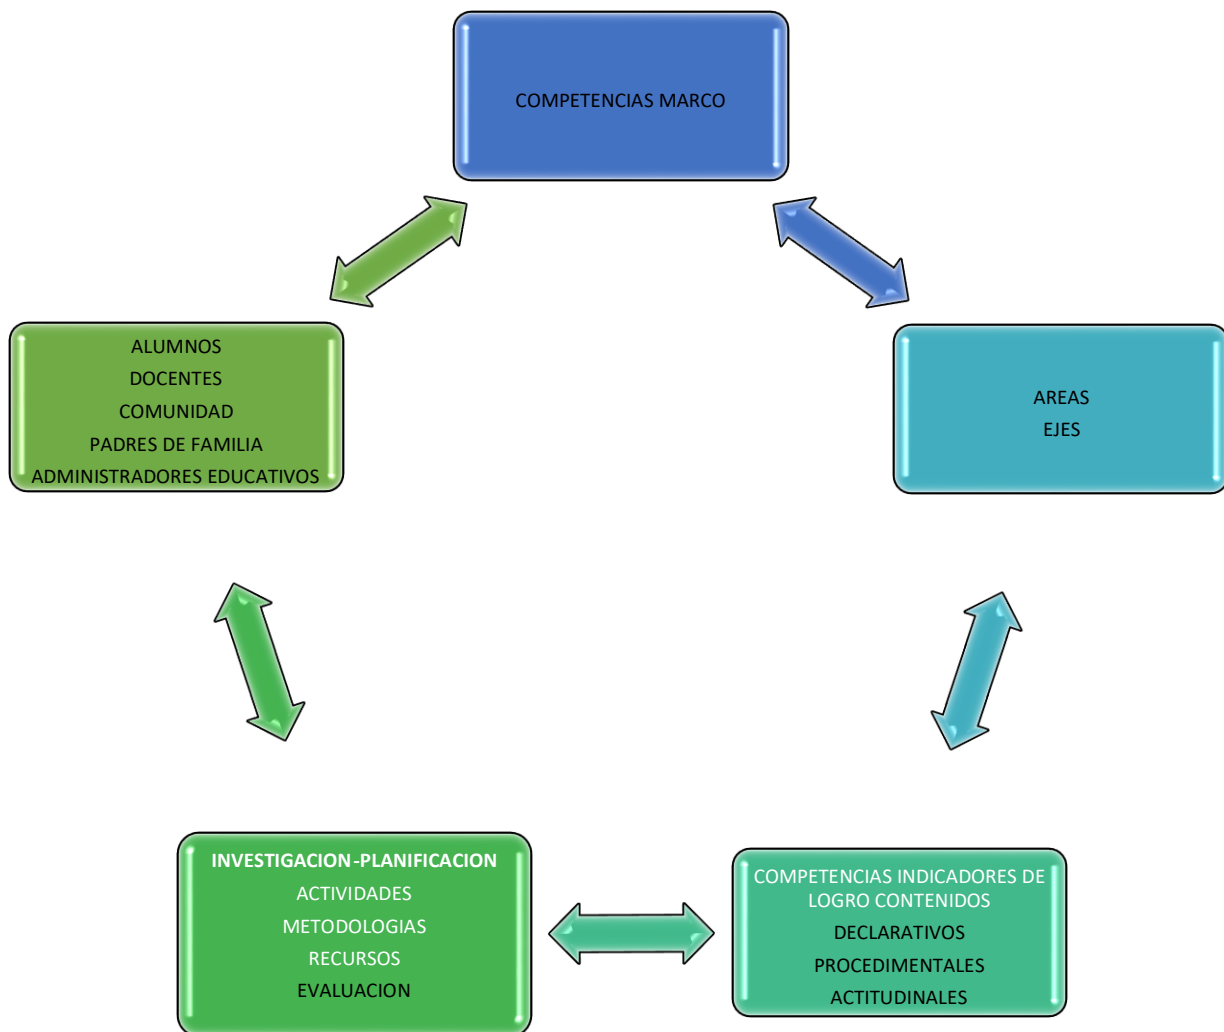 COMPETENCIAS MARCO
ALUMNOS
DOCENTES
COMUNIDAD
PADRES DE FAMILIA
ADMINISTRADORES EDUCATIVOS
AREAS
EJES
INVESTIGACION-PLANIFICACION
ACTIVIDADES
METODOLOGIAS
RECURSOS
EVALUACION
COMPETENCIAS INDICADORES DE
LOGRO CONTENIDOS
DECLARATIVOS
PROCEDIMENTALES
ACTITUDINALES